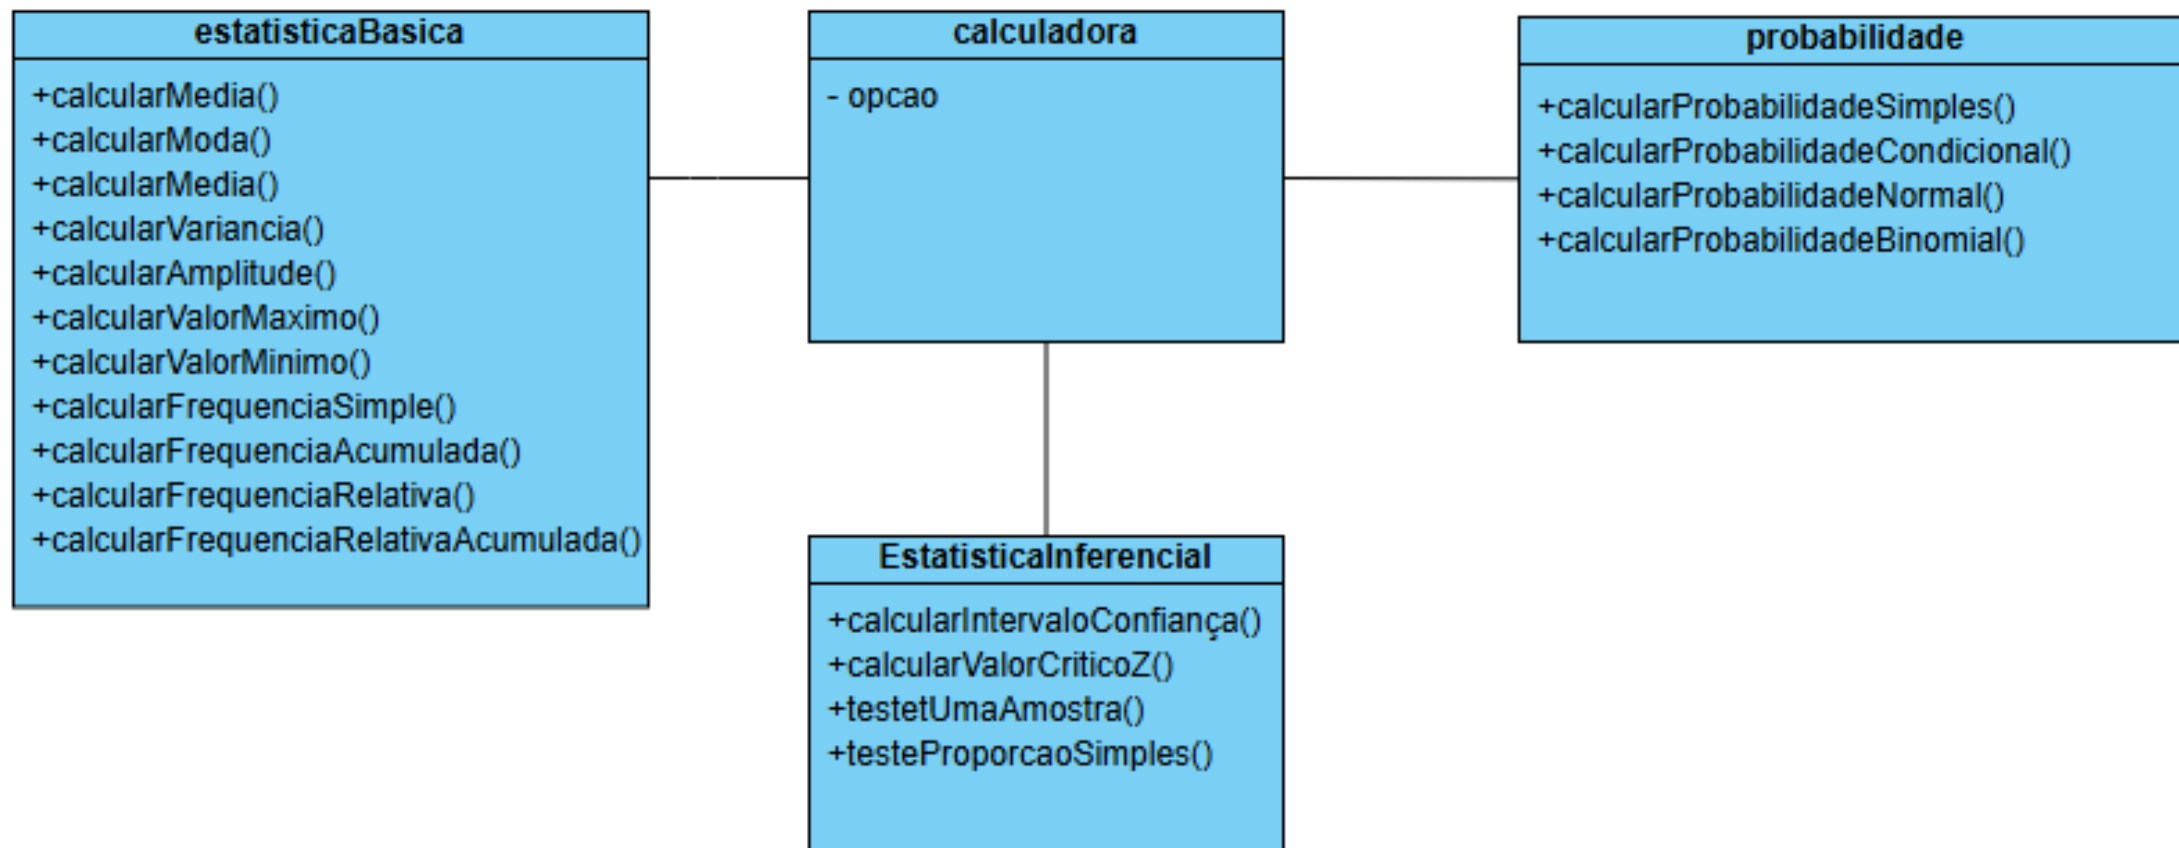 estatisticaBasica
+calcularMedia()
+calcularModa()
+calcularMedia()
+calcularVariancia()
+calcularAmplitude()
+calcularValorMaximo()
+calcularValorMinimo()
+calcularFrequenciaSimple()
+calcularFrequenciaAcumulada()
+calcularFrequenciaRelativa()
+calcularFrequenciaRelativaAcumulada()
calculadora
- opcao
probabilidade
+calcularProbabilidadeSimples()
+calcularProbabilidadeCondicional()
+calcularProbabilidadeNormal()
+calcularProbabilidadeBinomial()
EstatisticaInferencial
+calcularIntervaloConfiança()
+calcularValorCriticoZ()
+testetUmaAmostra()
+testeProporcaoSimples()